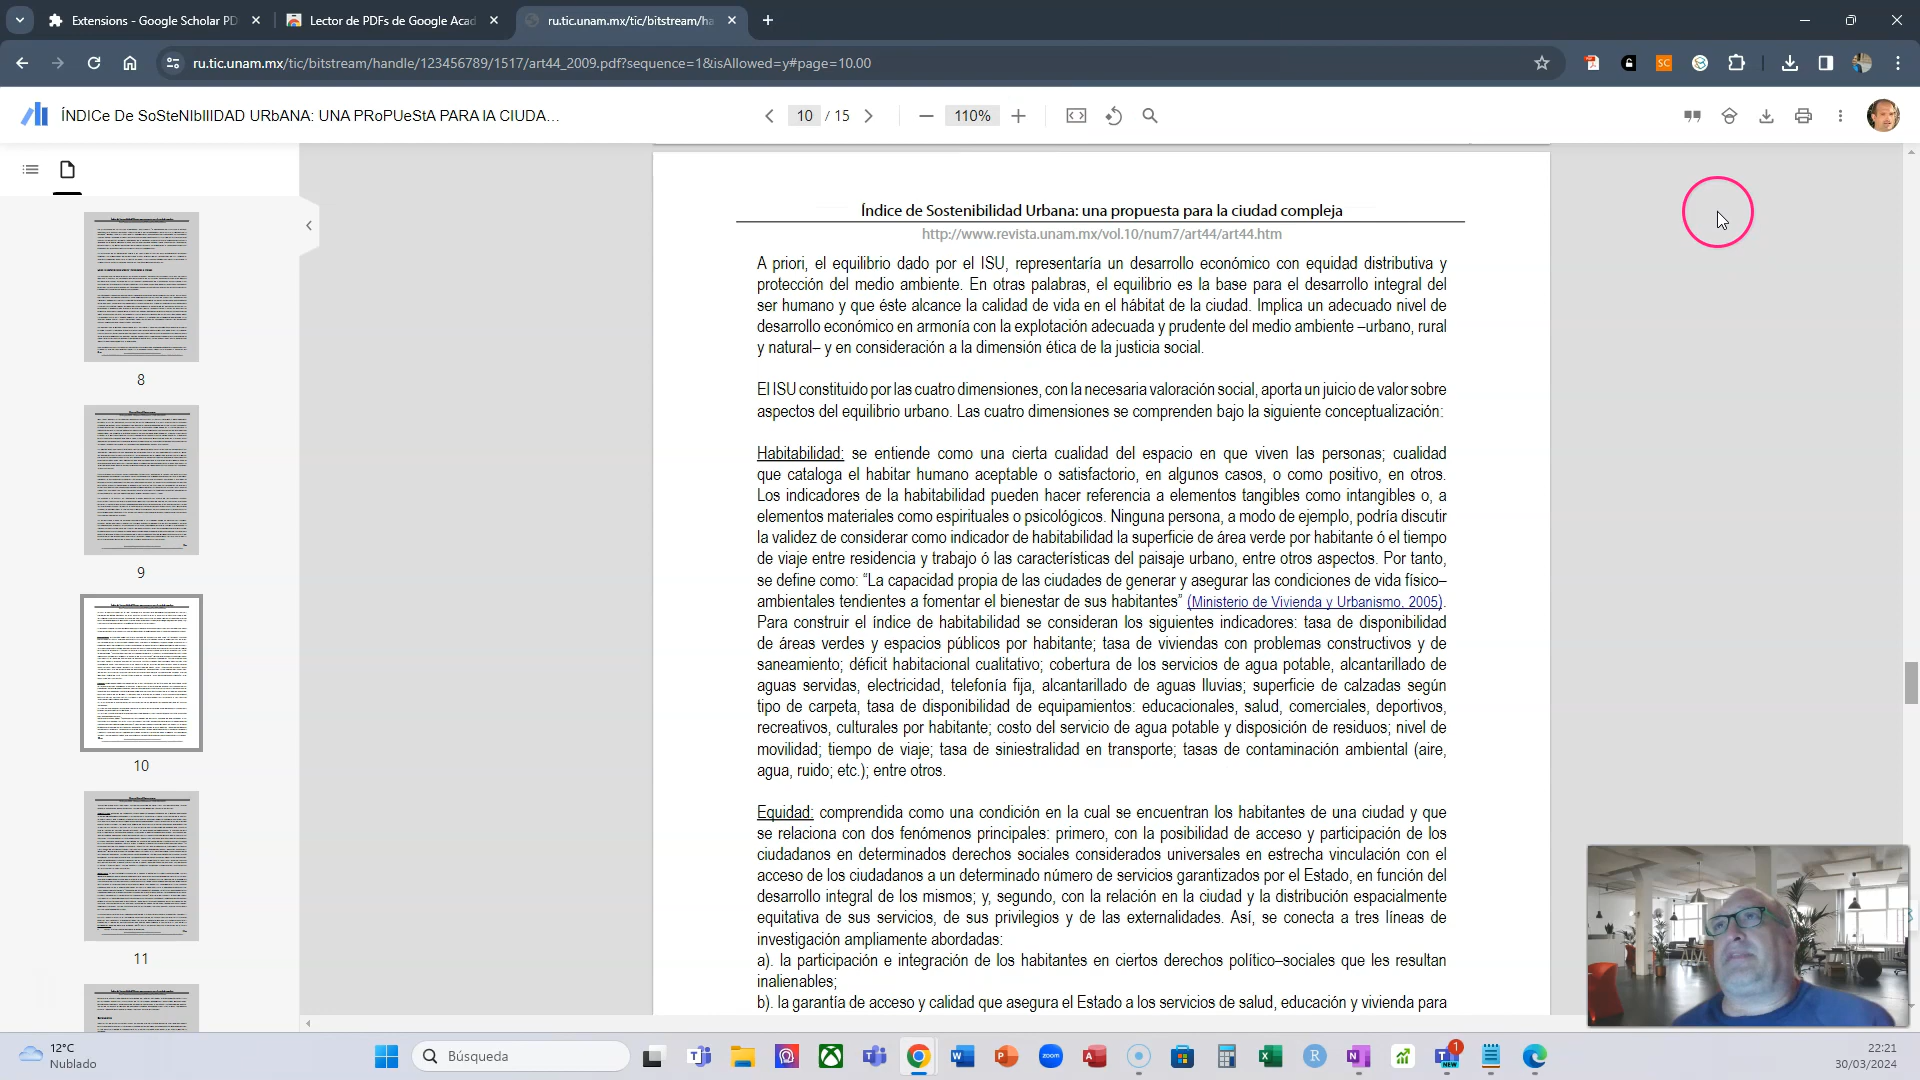 Extensions - Google Scholar PD
Lector de PDFs de Google Acad
ru.tic.unam.mx/tic/bitstream/ha
ru.tic.unam.mx/tic/bitstream/handle/123456789/1517/art44_2009.pdf?sequence=1&isAllowed=y#page=10.00
ÍNDICe De SoSteNIbIlIDAD URbANA: UNA PRoPUeStA PARA lA CIUDA...
10 / 15
110%
8
9
10
11
Índice de Sostenibilidad Urbana: una propuesta para la ciudad compleja
http://www.revista.unam.mx/vol.10/num7/art44/art44.htm
A priori, el equilibrio dado por el ISU, representaría un desarrollo económico con equidad distributiva y
protección del medio ambiente. En otras palabras, el equilibrio es la base para el desarrollo integral del
ser humano y que éste alcance la calidad de vida en el hábitat de la ciudad. Implica un adecuado nivel de
desarrollo económico en armonía con la explotación adecuada y prudente del medio ambiente –urbano, rural
y natural– y en consideración a la dimensión ética de la justicia social.
El ISU constituido por las cuatro dimensiones, con la necesaria valoración social, aporta un juicio de valor sobre
aspectos del equilibrio urbano. Las cuatro dimensiones se comprenden bajo la siguiente conceptualización:
Habitabilidad: se entiende como una cierta cualidad del espacio en que viven las personas; cualidad
que cataloga el habitar humano aceptable o satisfactorio, en algunos casos, o como positivo, en otros.
Los indicadores de la habitabilidad pueden hacer referencia a elementos tangibles como intangibles o, a
elementos materiales como espirituales o psicológicos. Ninguna persona, a modo de ejemplo, podría discutir
la validez de considerar como indicador de habitabilidad la superficie de área verde por habitante ó el tiempo
de viaje entre residencia y trabajo ó las características del paisaje urbano, entre otros aspectos. Por tanto,
se define como: “La capacidad propia de las ciudades de generar y asegurar las condiciones de vida físico–
ambientales tendientes a fomentar el bienestar de sus habitantes” (Ministerio de Vivienda y Urbanismo, 2005).
Para construir el índice de habitabilidad se consideran los siguientes indicadores: tasa de disponibilidad
de áreas verdes y espacios públicos por habitante; tasa de viviendas con problemas constructivos y de
saneamiento; déficit habitacional cualitativo; cobertura de los servicios de agua potable, alcantarillado de
aguas servidas, electricidad, telefonía fija, alcantarillado de aguas lluvias; superficie de calzadas según
tipo de carpeta, tasa de disponibilidad de equipamientos: educacionales, salud, comerciales, deportivos,
recreativos, culturales por habitante; costo del servicio de agua potable y disposición de residuos; nivel de
movilidad; tiempo de viaje; tasa de siniestralidad en transporte; tasas de contaminación ambiental (aire,
agua, ruido; etc.); entre otros.
Equidad: comprendida como una condición en la cual se encuentran los habitantes de una ciudad y que
se relaciona con dos fenómenos principales: primero, con la posibilidad de acceso y participación de los
ciudadanos en determinados derechos sociales considerados universales en estrecha vinculación con el
acceso de los ciudadanos a un determinado número de servicios garantizados por el Estado, en función del
desarrollo integral de los mismos; y, segundo, con la relación en la ciudad y la distribución espacialmente
equitativa de sus servicios, de sus privilegios y de las externalidades. Así, se conecta a tres líneas de
investigación ampliamente abordadas:
a). la participación e integración de los habitantes en ciertos derechos político–sociales que les resultan
inalienables;
b). la garantía de acceso y calidad que asegura el Estado a los servicios de salud, educación y vivienda para
12°C
Nublado
Búsqueda
22:21
30/03/2024